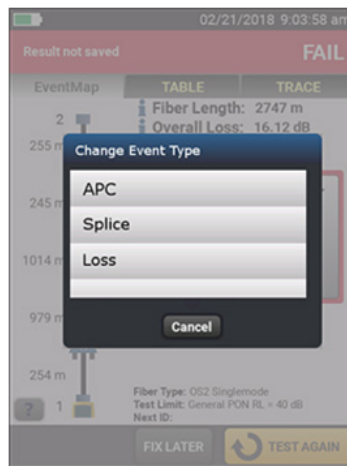 02/21/2018 9:03:58 am
Result not saved
FAIL
EventMap TABLE TRACE
2
Fiber Length: 2747 m
Overall Loss: 16.12 dB
255 m
Change Event Type
APC
245 m
Splice
Loss
1014 m
979 m
Cancel
254 m
1
Fiber Type: OS2 Singlemode
Test Limit: General PON RL = 40 dB
Next ID:
?
FIX LATER
TEST AGAIN